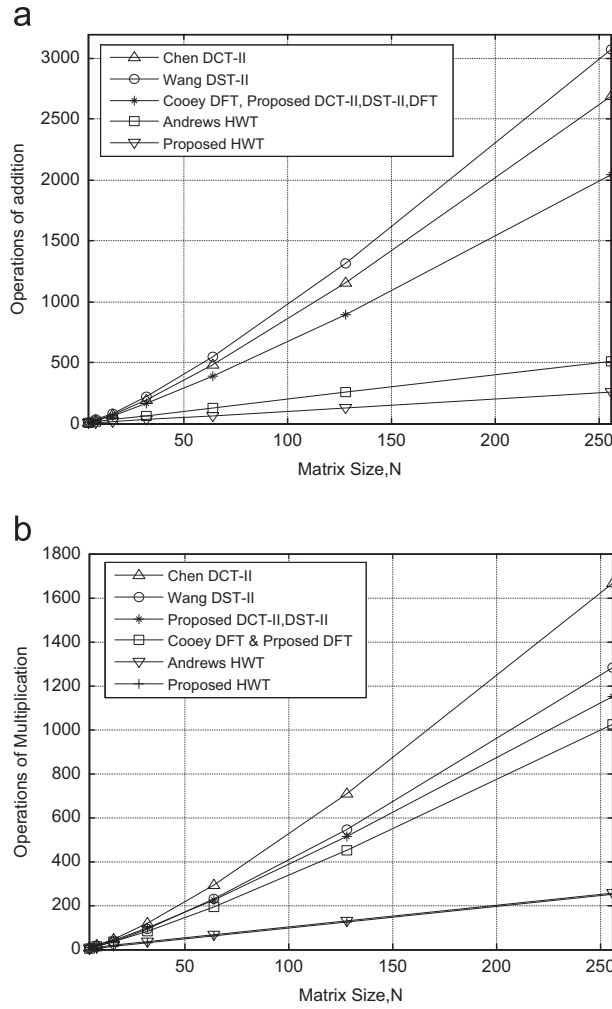 a
3000
2500
2000
1500
1000
500
0
Operations of addition
Chen DCT-II
Wang DST-II
Cooey DFT, Proposed DCT-II,DST-II,DFT
Andrews HWT
Proposed HWT
50
100
150
200
250
Matrix Size,N
b
1800
1600
1400
1200
1000
800
600
400
200
0
Operations of Multiplication
Chen DCT-II
Wang DST-II
Proposed DCT-II,DST-II
Cooey DFT & Prposed DFT
Andrews HWT
Proposed HWT
50
100
150
200
250
Matrix Size,N